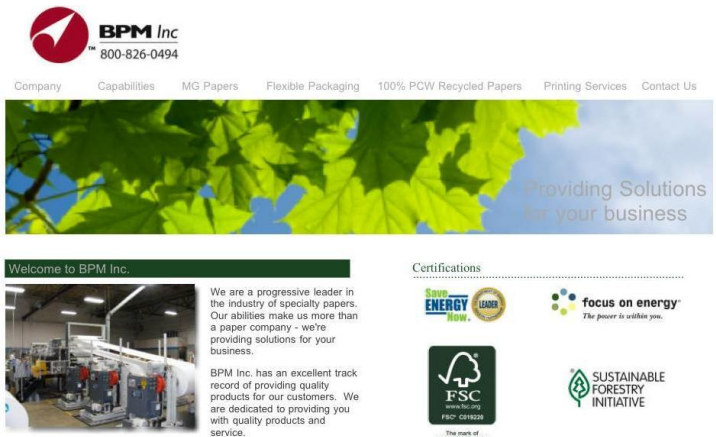 BPM Inc
TM
800-826-0494
Company Capabilities MG Papers Flexible Packaging 100% PCW Recycled Papers Printing Services Contact Us
Providing Solutions
for your business
Welcome to BPM Inc.
We are a progressive leader in
the industry of specialty papers.
Our abilities make us more than
a paper company - we're
providing solutions for your
business.
BPM Inc. has an excellent track
record of providing quality
products for our customers. We
are dedicated to providing you
with quality products and
service.
Certifications
Save
ENERGY
Now.
LEADER
focus on energy
The power is within you.
FSC
www.fsc.org
FSC® C019220
The mark of
SUSTAINABLE
FORESTRY
INITIATIVE